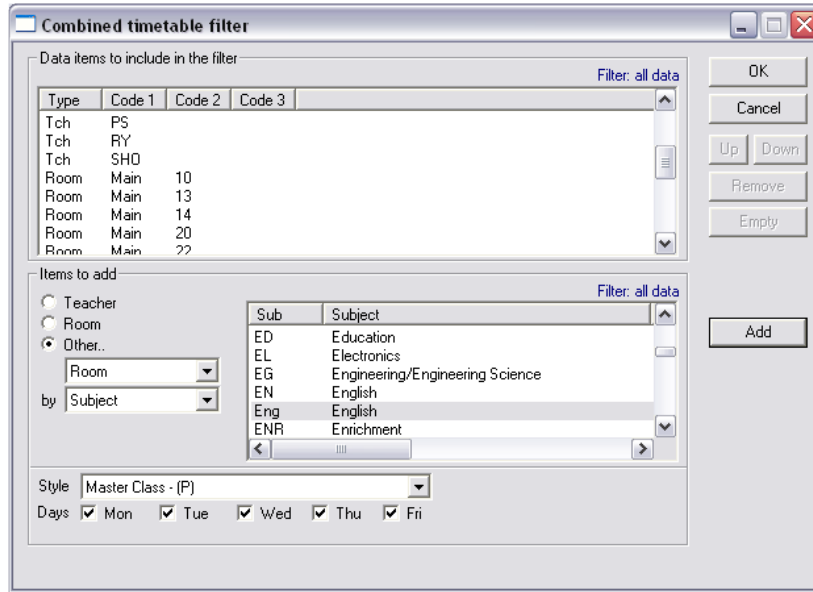 Combined timetable filter
Data items to include in the filter
Filter: all data
Type Code 1 Code 2 Code 3
Tch PS
Tch RY
Tch SHO
Room Main 10
Room Main 13
Room Main 14
Room Main 20
Room Main 22
OK
Cancel
Up Down
Remove
Empty
Items to add
Filter: all data
Teacher
Room
Other..
Room
by Subject
Sub Subject
ED Education
EL Electronics
EG Engineering/Engineering Science
EN English
Eng English
ENR Enrichment
Add
Style Master Class - (P)
Days Mon Tue Wed Thu Fri